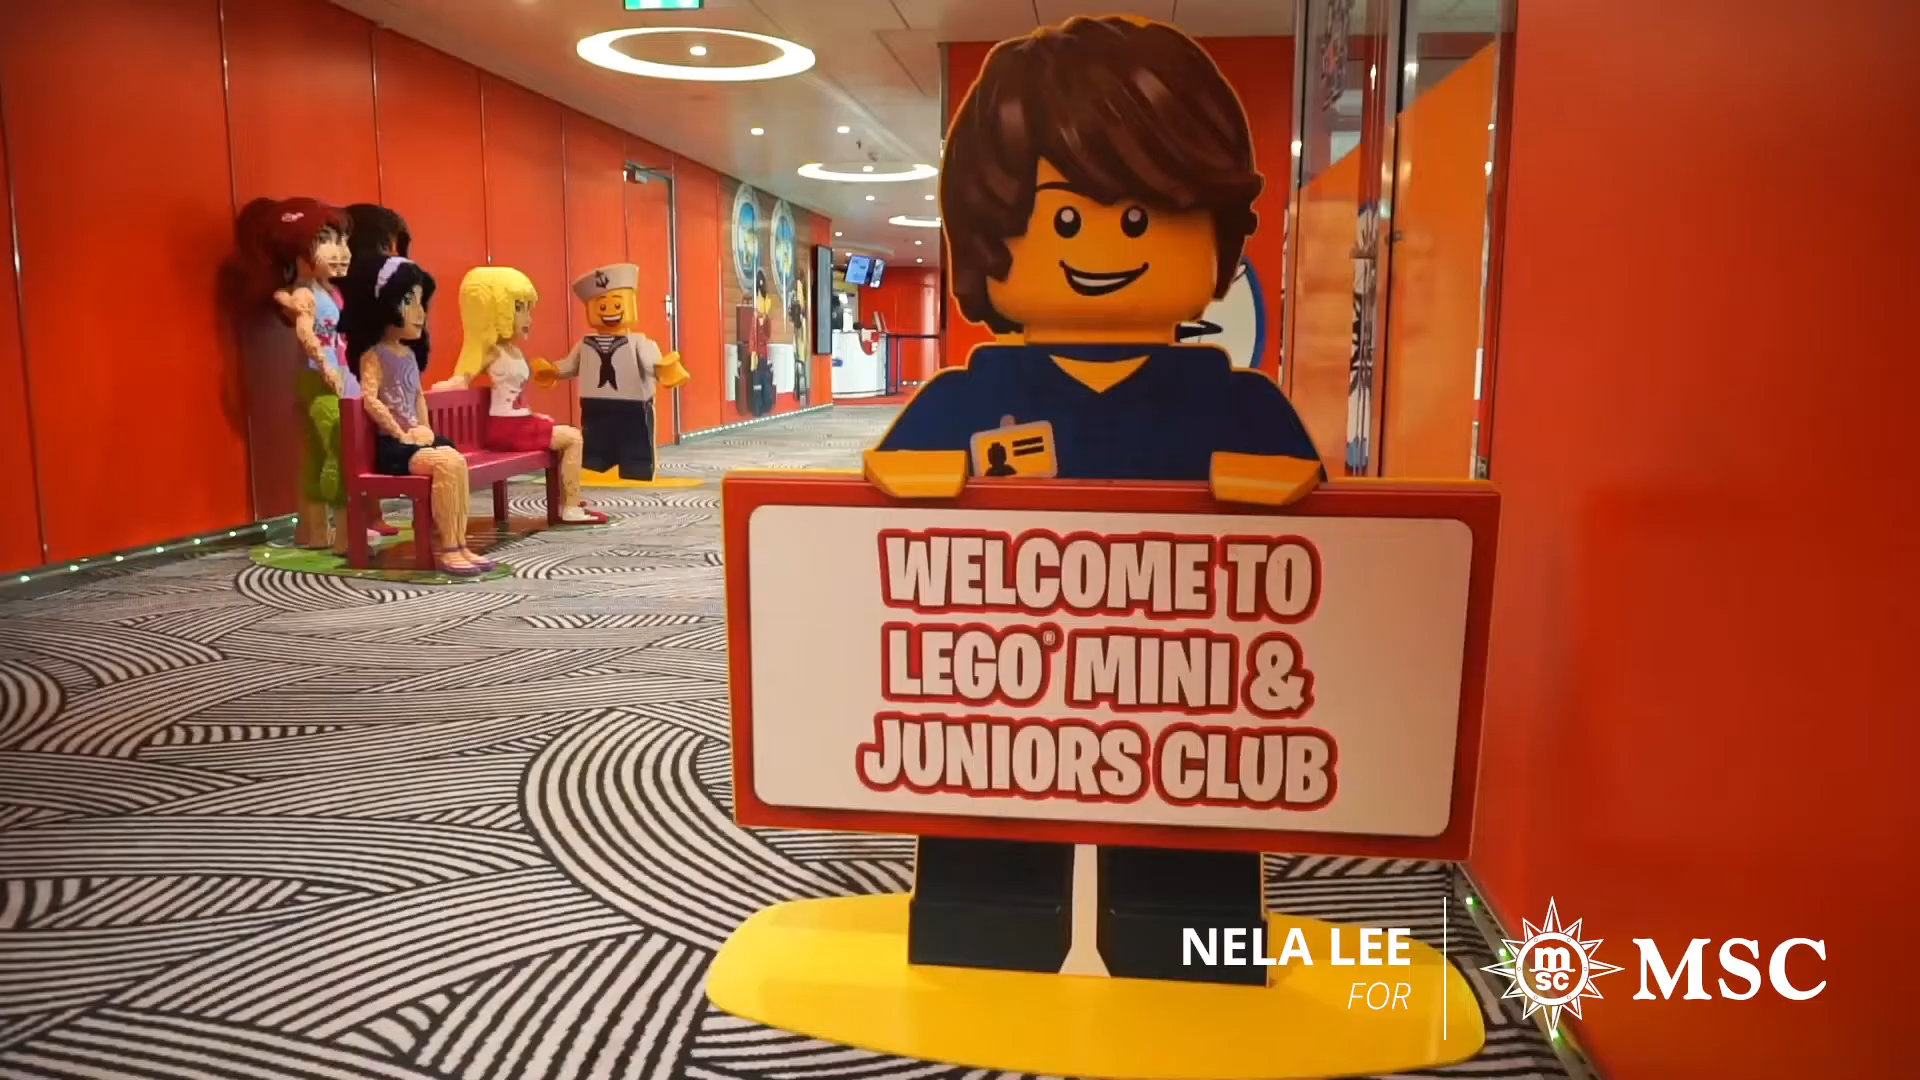 WELCOME TO
LEGO® MINI &
JUNIORS CLUB
NELA LEE
FOR
msc
MSC